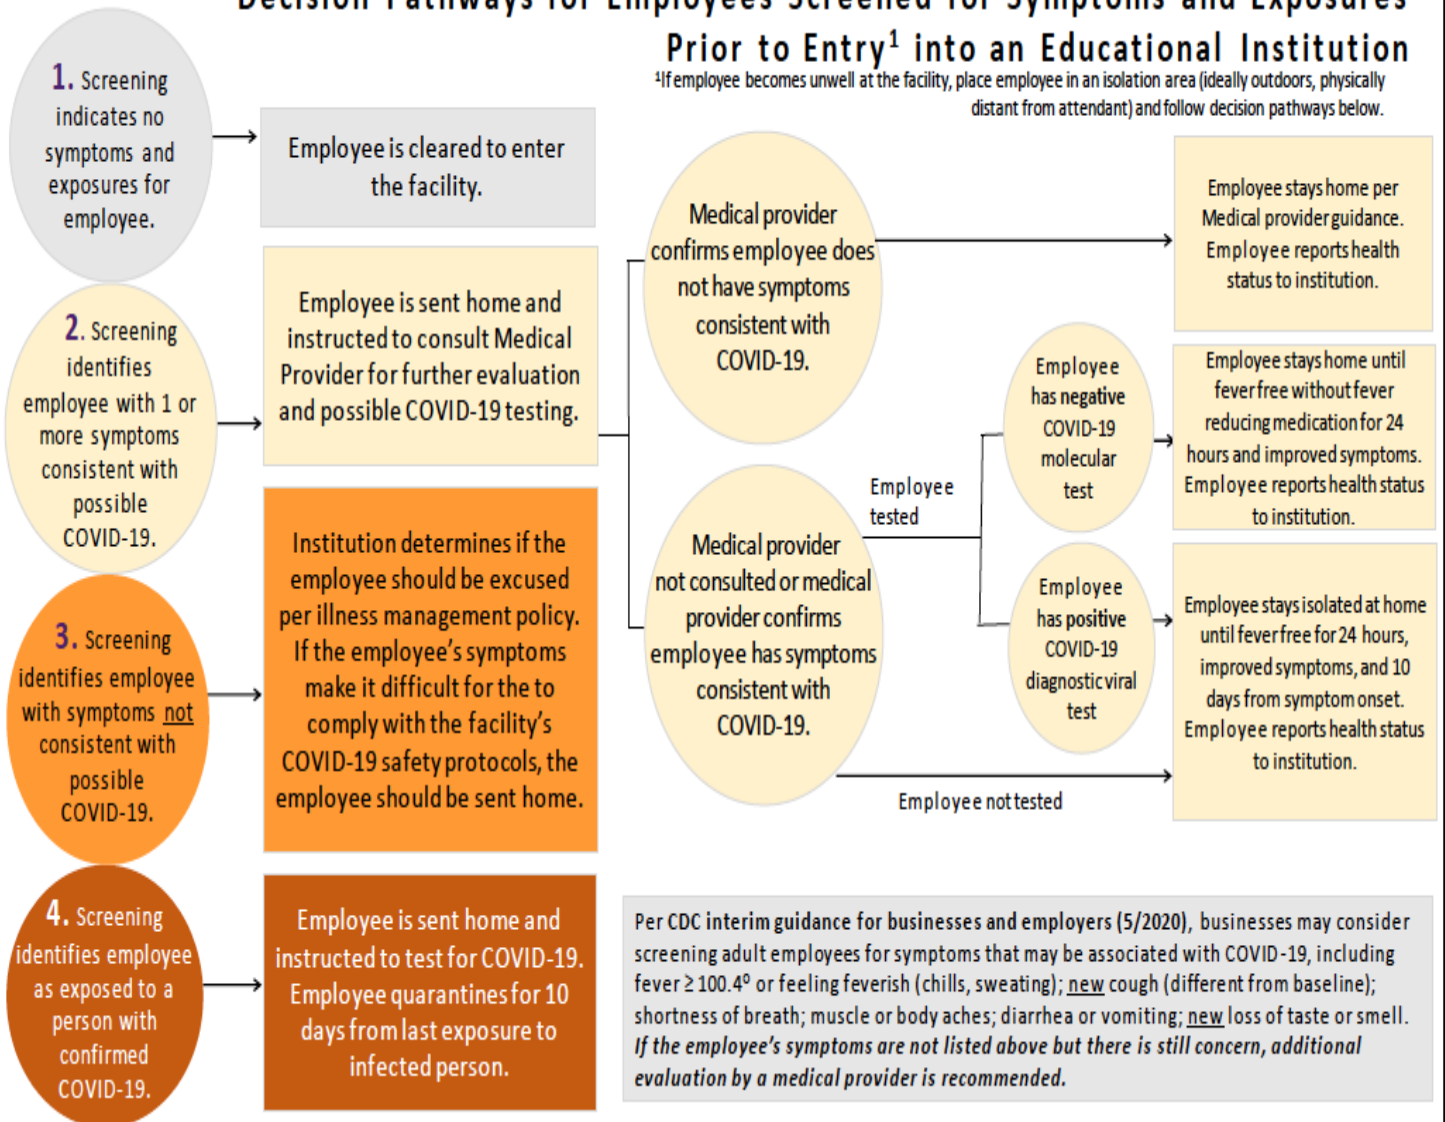 Decision Pathways for Employees Screened for Symptoms and Exposures
Prior to Entry¹ into an Educational Institution
¹If employee becomes unwell at the facility, place employee in an isolation area (ideally outdoors, physically
distant from attendant) and follow decision pathways below.
1. Screening
indicates no
symptoms and
exposures for
employee.
Employee is cleared to enter
the facility.
2. Screening
identifies
employee with 1 or
more symptoms
consistent with
possible
COVID-19.
Employee is sent home and
instructed to consult Medical
Provider for further evaluation
and possible COVID-19 testing.
Medical provider
confirms employee does
not have symptoms
consistent with
COVID-19.
Employee stays home per
Medical provider guidance.
Employee reports health
status to institution.
Medical provider
not consulted or medical
provider confirms
employee has symptoms
consistent with
COVID-19.
Employee
tested
Employee
has negative
COVID-19
molecular
test
Employee stays home until
fever free without fever
reducing medication for 24
hours and improved symptoms.
Employee reports health status
to institution.
Employee
has positive
COVID-19
diagnostic viral
test
Employee stays isolated at home
until fever free for 24 hours,
improved symptoms, and 10
days from symptom onset.
Employee reports health status
to institution.
Employee not tested
3. Screening
identifies employee
with symptoms not
consistent with
possible
COVID-19.
Institution determines if the
employee should be excused
per illness management policy.
If the employee's symptoms
make it difficult for the to
comply with the facility's
COVID-19 safety protocols, the
employee should be sent home.
4. Screening
identifies employee
as exposed to a
person with
confirmed
COVID-19.
Employee is sent home and
instructed to test for COVID-19.
Employee quarantines for 10
days from last exposure to
infected person.
Per CDC interim guidance for businesses and employers (5/2020), businesses may consider
screening adult employees for symptoms that may be associated with COVID-19, including
fever ≥ 100.4⁰ or feeling feverish (chills, sweating); new cough (different from baseline);
shortness of breath; muscle or body aches; diarrhea or vomiting; new loss of taste or smell.
If the employee's symptoms are not listed above but there is still concern, additional
evaluation by a medical provider is recommended.